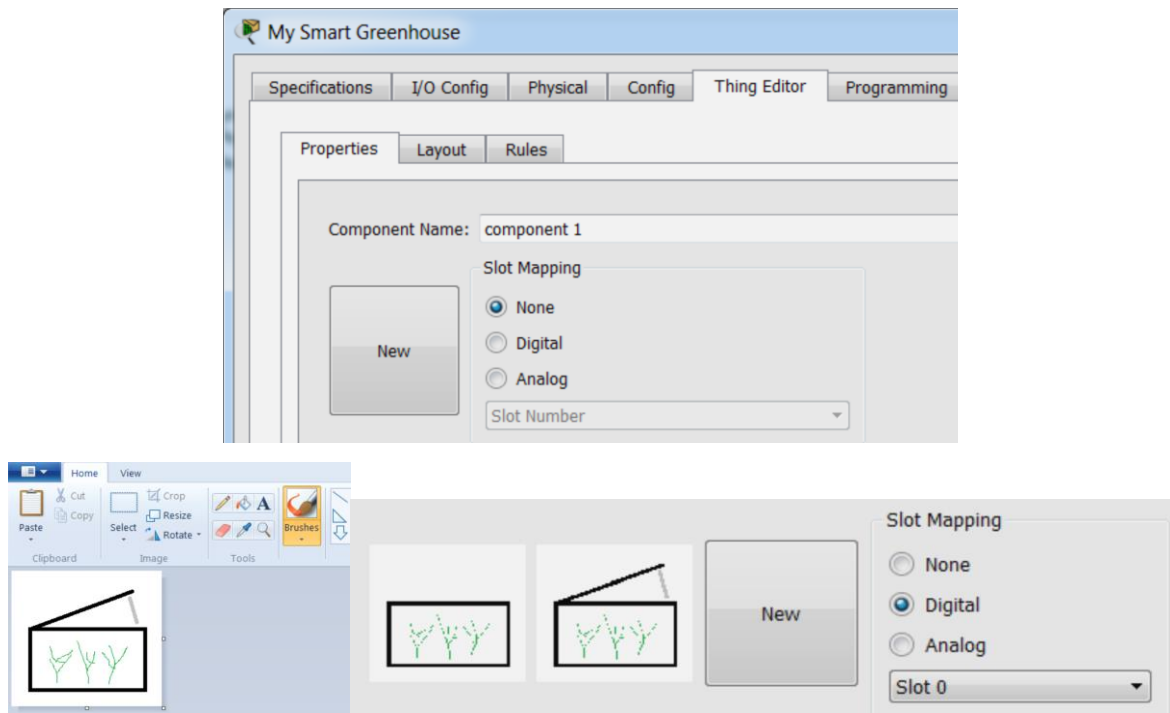 My Smart Greenhouse
Specifications I/O Config Physical Config Thing Editor Programming
Properties Layout Rules
Component Name: component 1
Slot Mapping
None
New
Digital
Analog
Slot Number
Home View
Cut
Copy
Paste
Clipboard
Crop
Resize
Select
Rotate
Image
A
Tools
Brushes
New
Slot Mapping
None
Digital
Analog
Slot 0